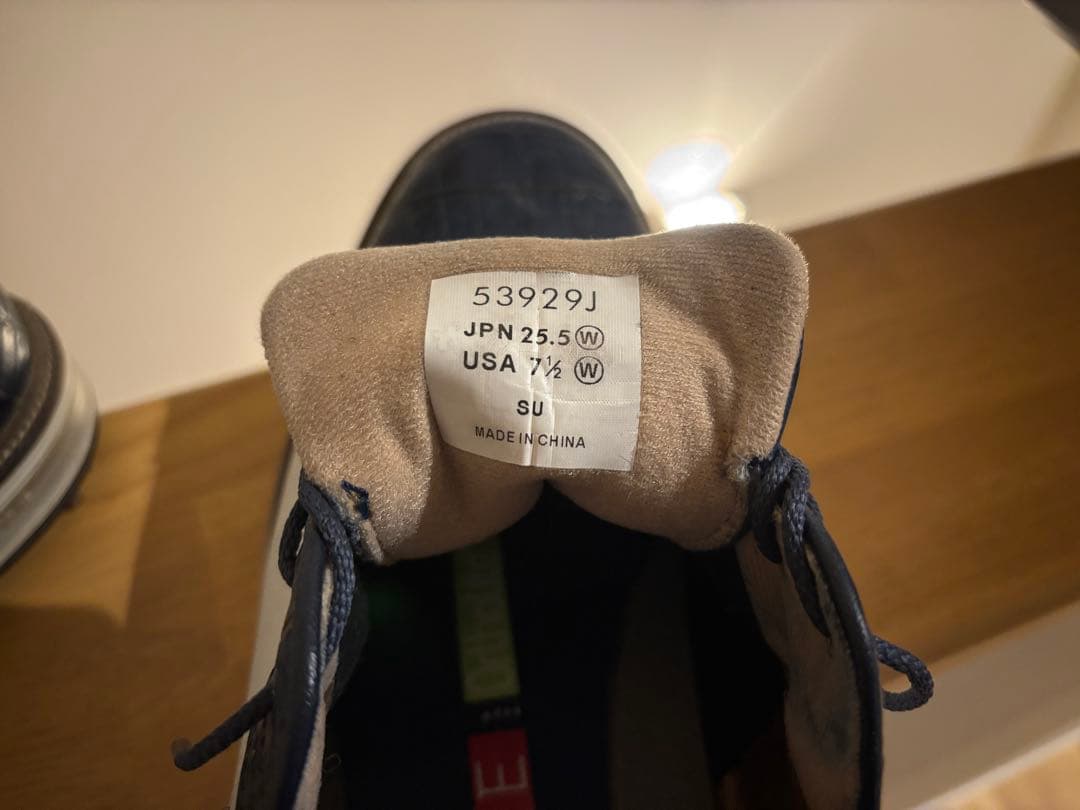 53929J
JPN 25.5 Ⓦ
USA 7½ Ⓦ
SU
MADE IN CHINA
E